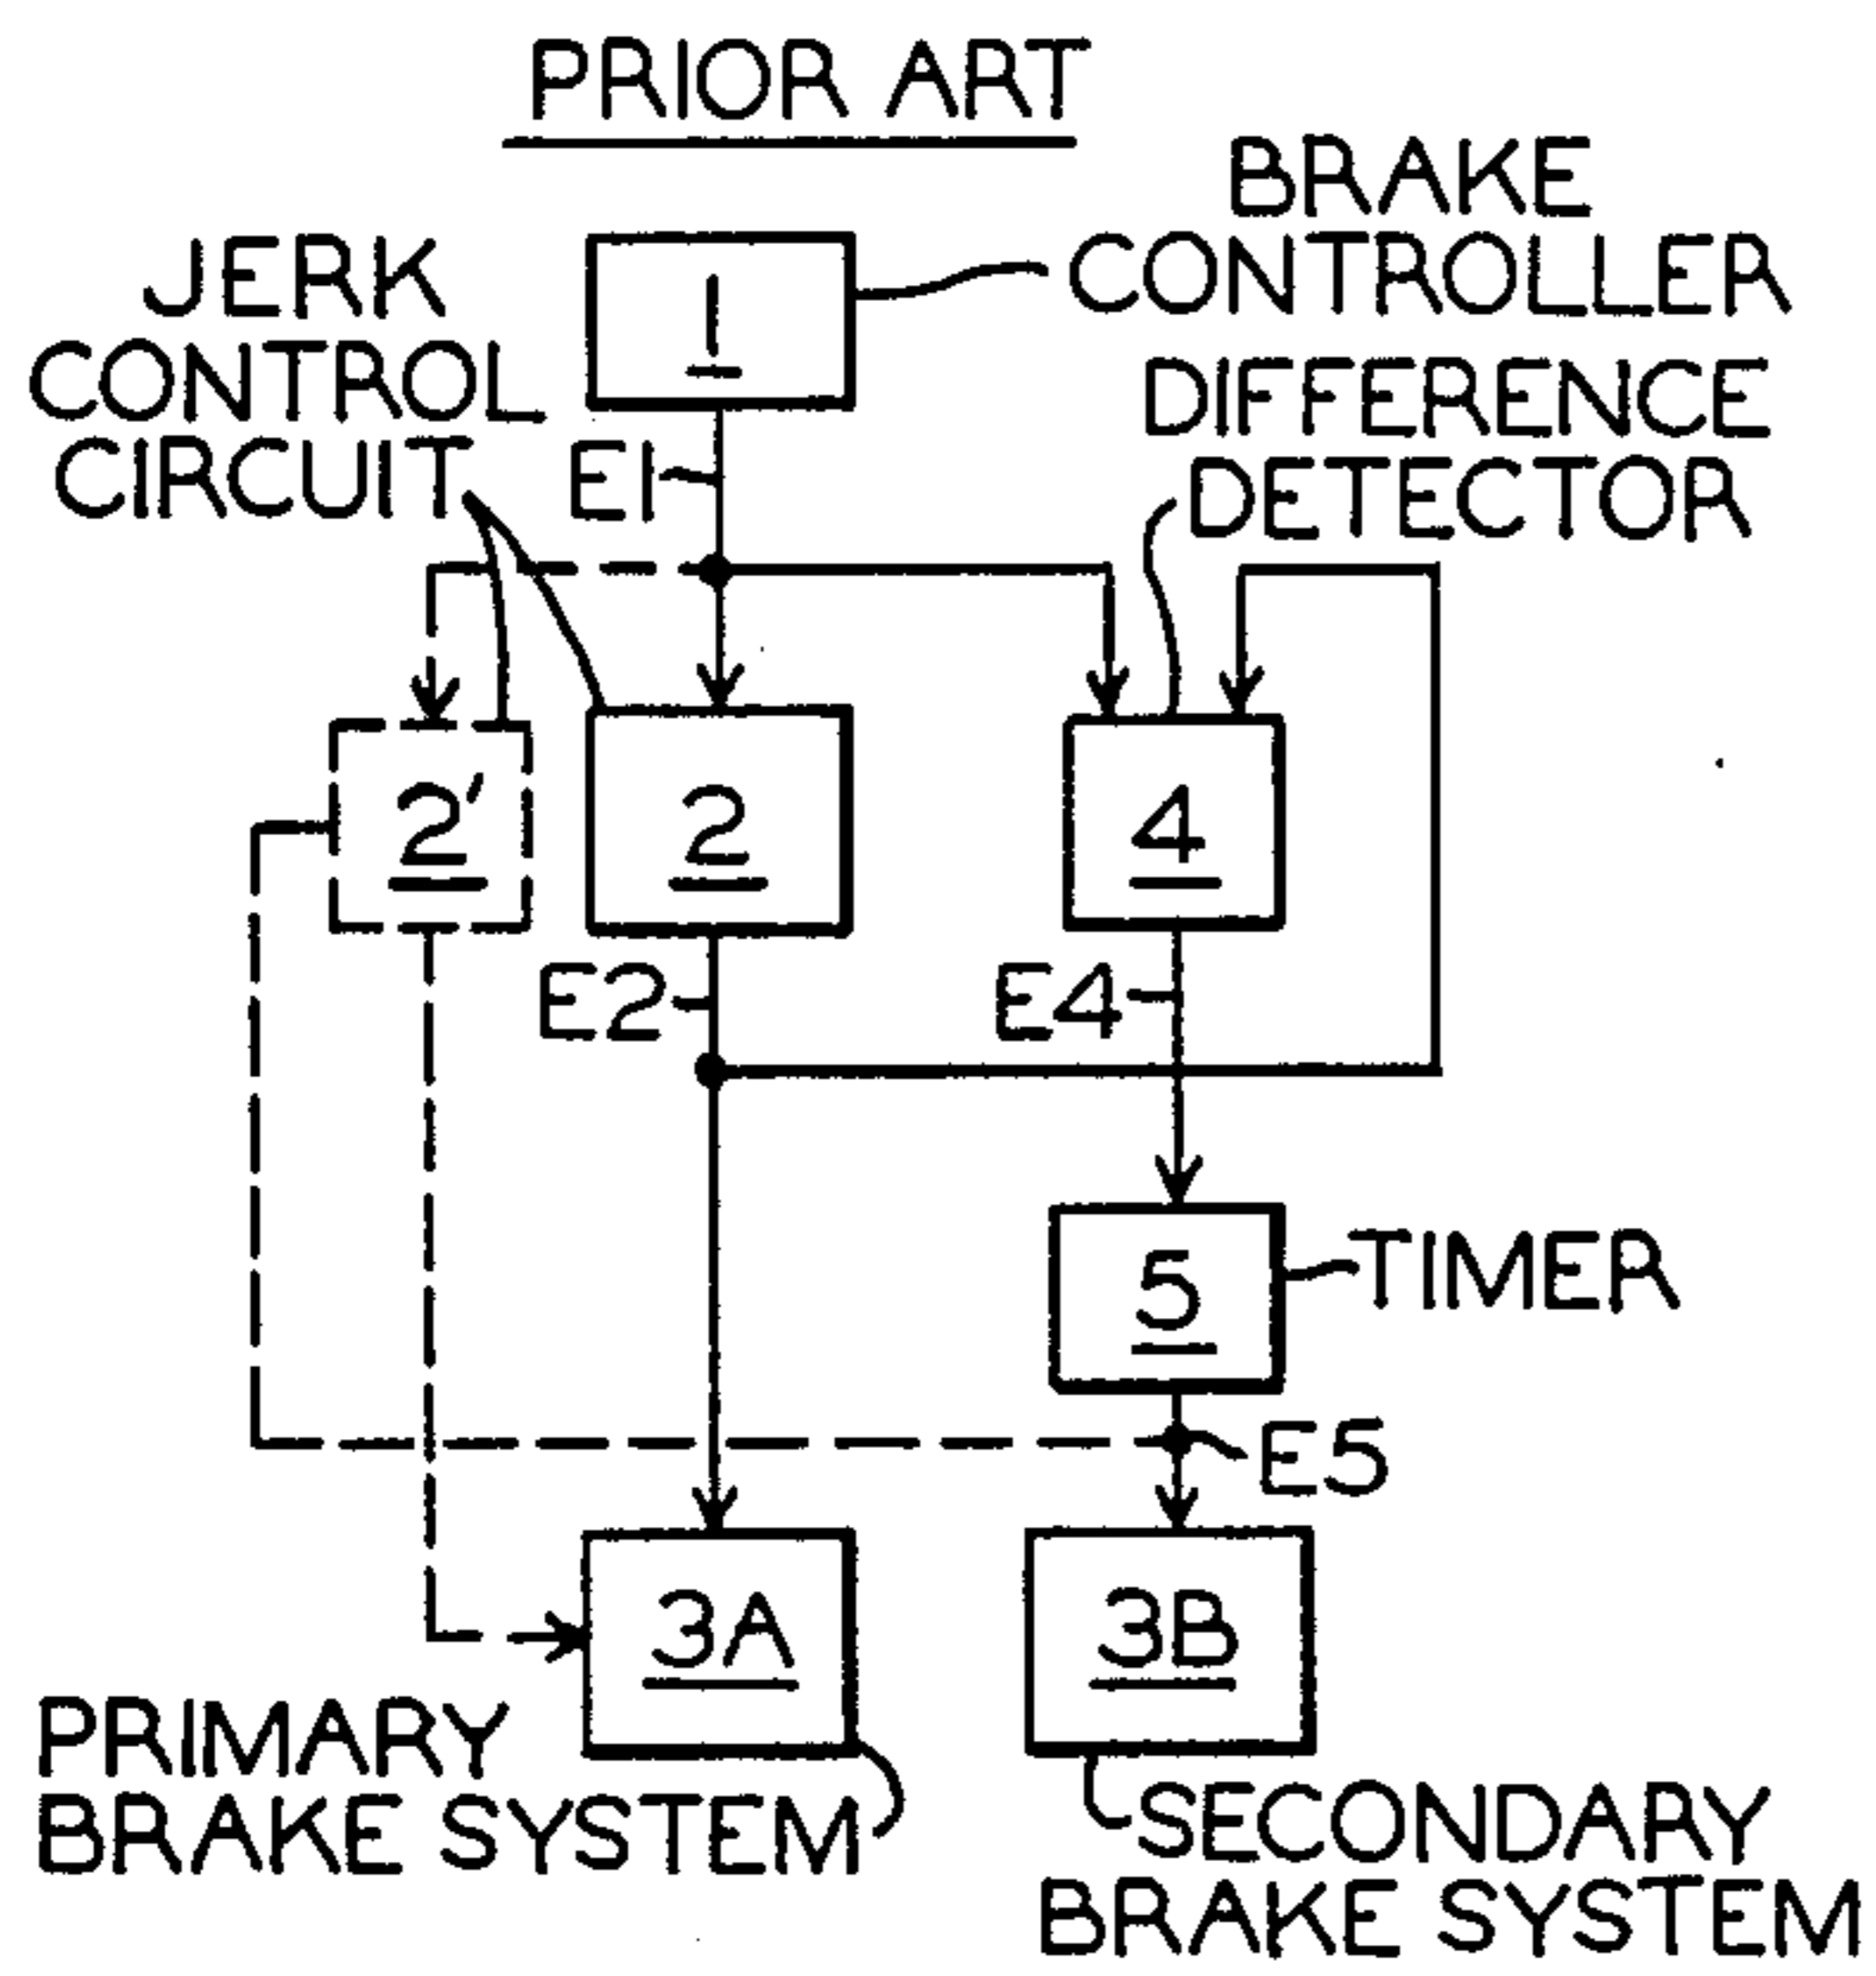 PRIOR ART
BRAKE
CONTROLLER
JERK
CONTROL
CIRCUIT
1
DIFFERENCE
DETECTOR
E1
2'
2
4
E2
E4
5
TIMER
E5
3A
3B
PRIMARY
BRAKE SYSTEM
SECONDARY
BRAKE SYSTEM